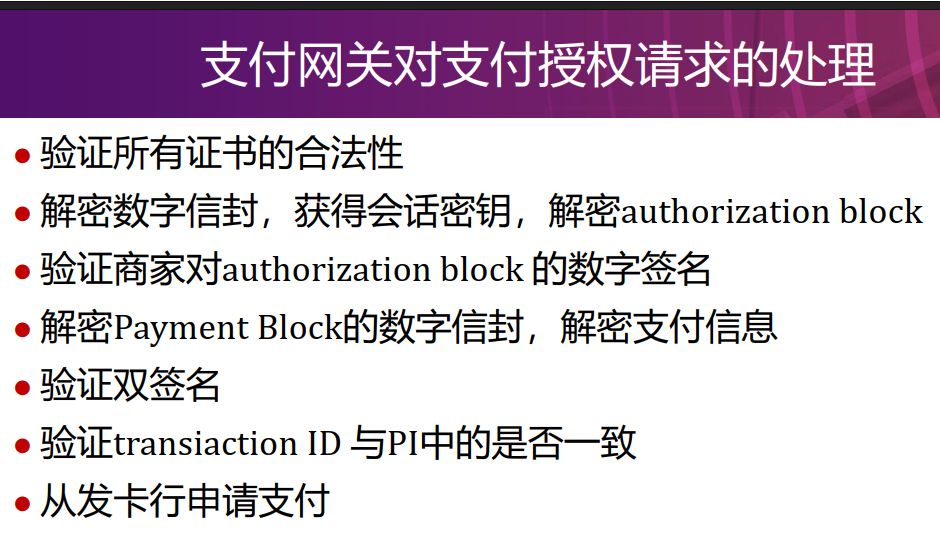 支付网关对支付授权请求的处理
●验证所有证书的合法性
●解密数字信封，获得会话密钥，解密authorization block
●验证商家对authorization block 的数字签名
●解密Payment Block的数字信封，解密支付信息
●验证双签名
●验证transiaction ID 与PI中的是否一致
●从发卡行申请支付